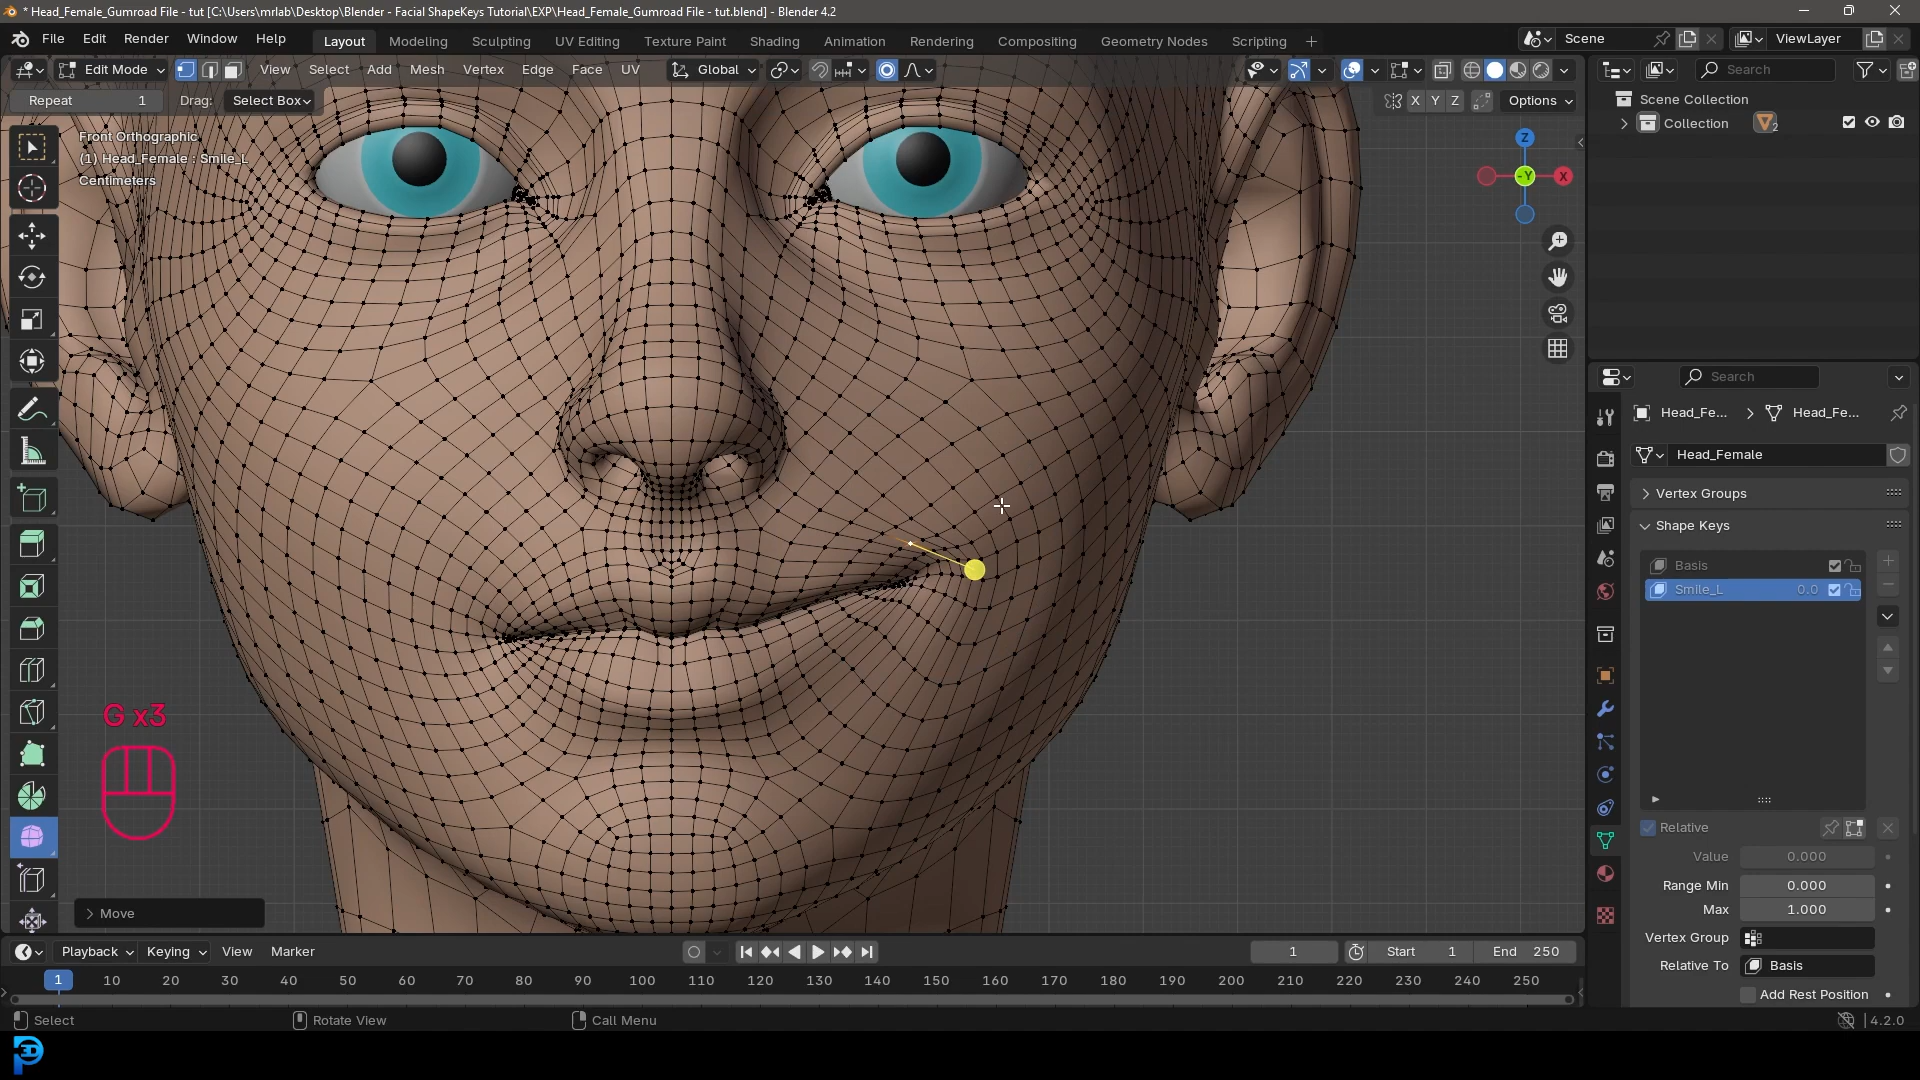 * Head_Female_Gumroad File - tut [C:\Users\mrlab\Desktop\Blender - Facial ShapeKeys Tutorial\EXP\Head_Female_Gumroad File - tut.blend] - Blender 4.2
File Edit Render Window Help Layout Modeling Sculpting UV Editing Texture Paint Shading Animation Rendering Compositing Geometry Nodes Scripting + Scene ViewLayer
Edit Mode View Select Add Mesh Vertex Edge Face UV Global Search
Repeat 1 Drag: Select Box X Y Z Options
Scene Collection
Collection 2
Front Orthographic
(1) Head_Female : Smile_L
Centimeters
Z
-Y X
Search
Head_Fe... > Head_Fe...
Head_Female
Vertex Groups
Shape Keys
Basis
Smile_L 0.0
G x3
Relative
Value 0.000
Range Min 0.000
Max 1.000
Vertex Group
Relative To Basis
Add Rest Position
> Move
Playback Keying View Marker 1 Start 1 End 250
1 10 20 30 40 50 60 70 80 90 100 110 120 130 140 150 160 170 180 190 200 210 220 230 240 250
Select Rotate View Call Menu 4.2.0
3D